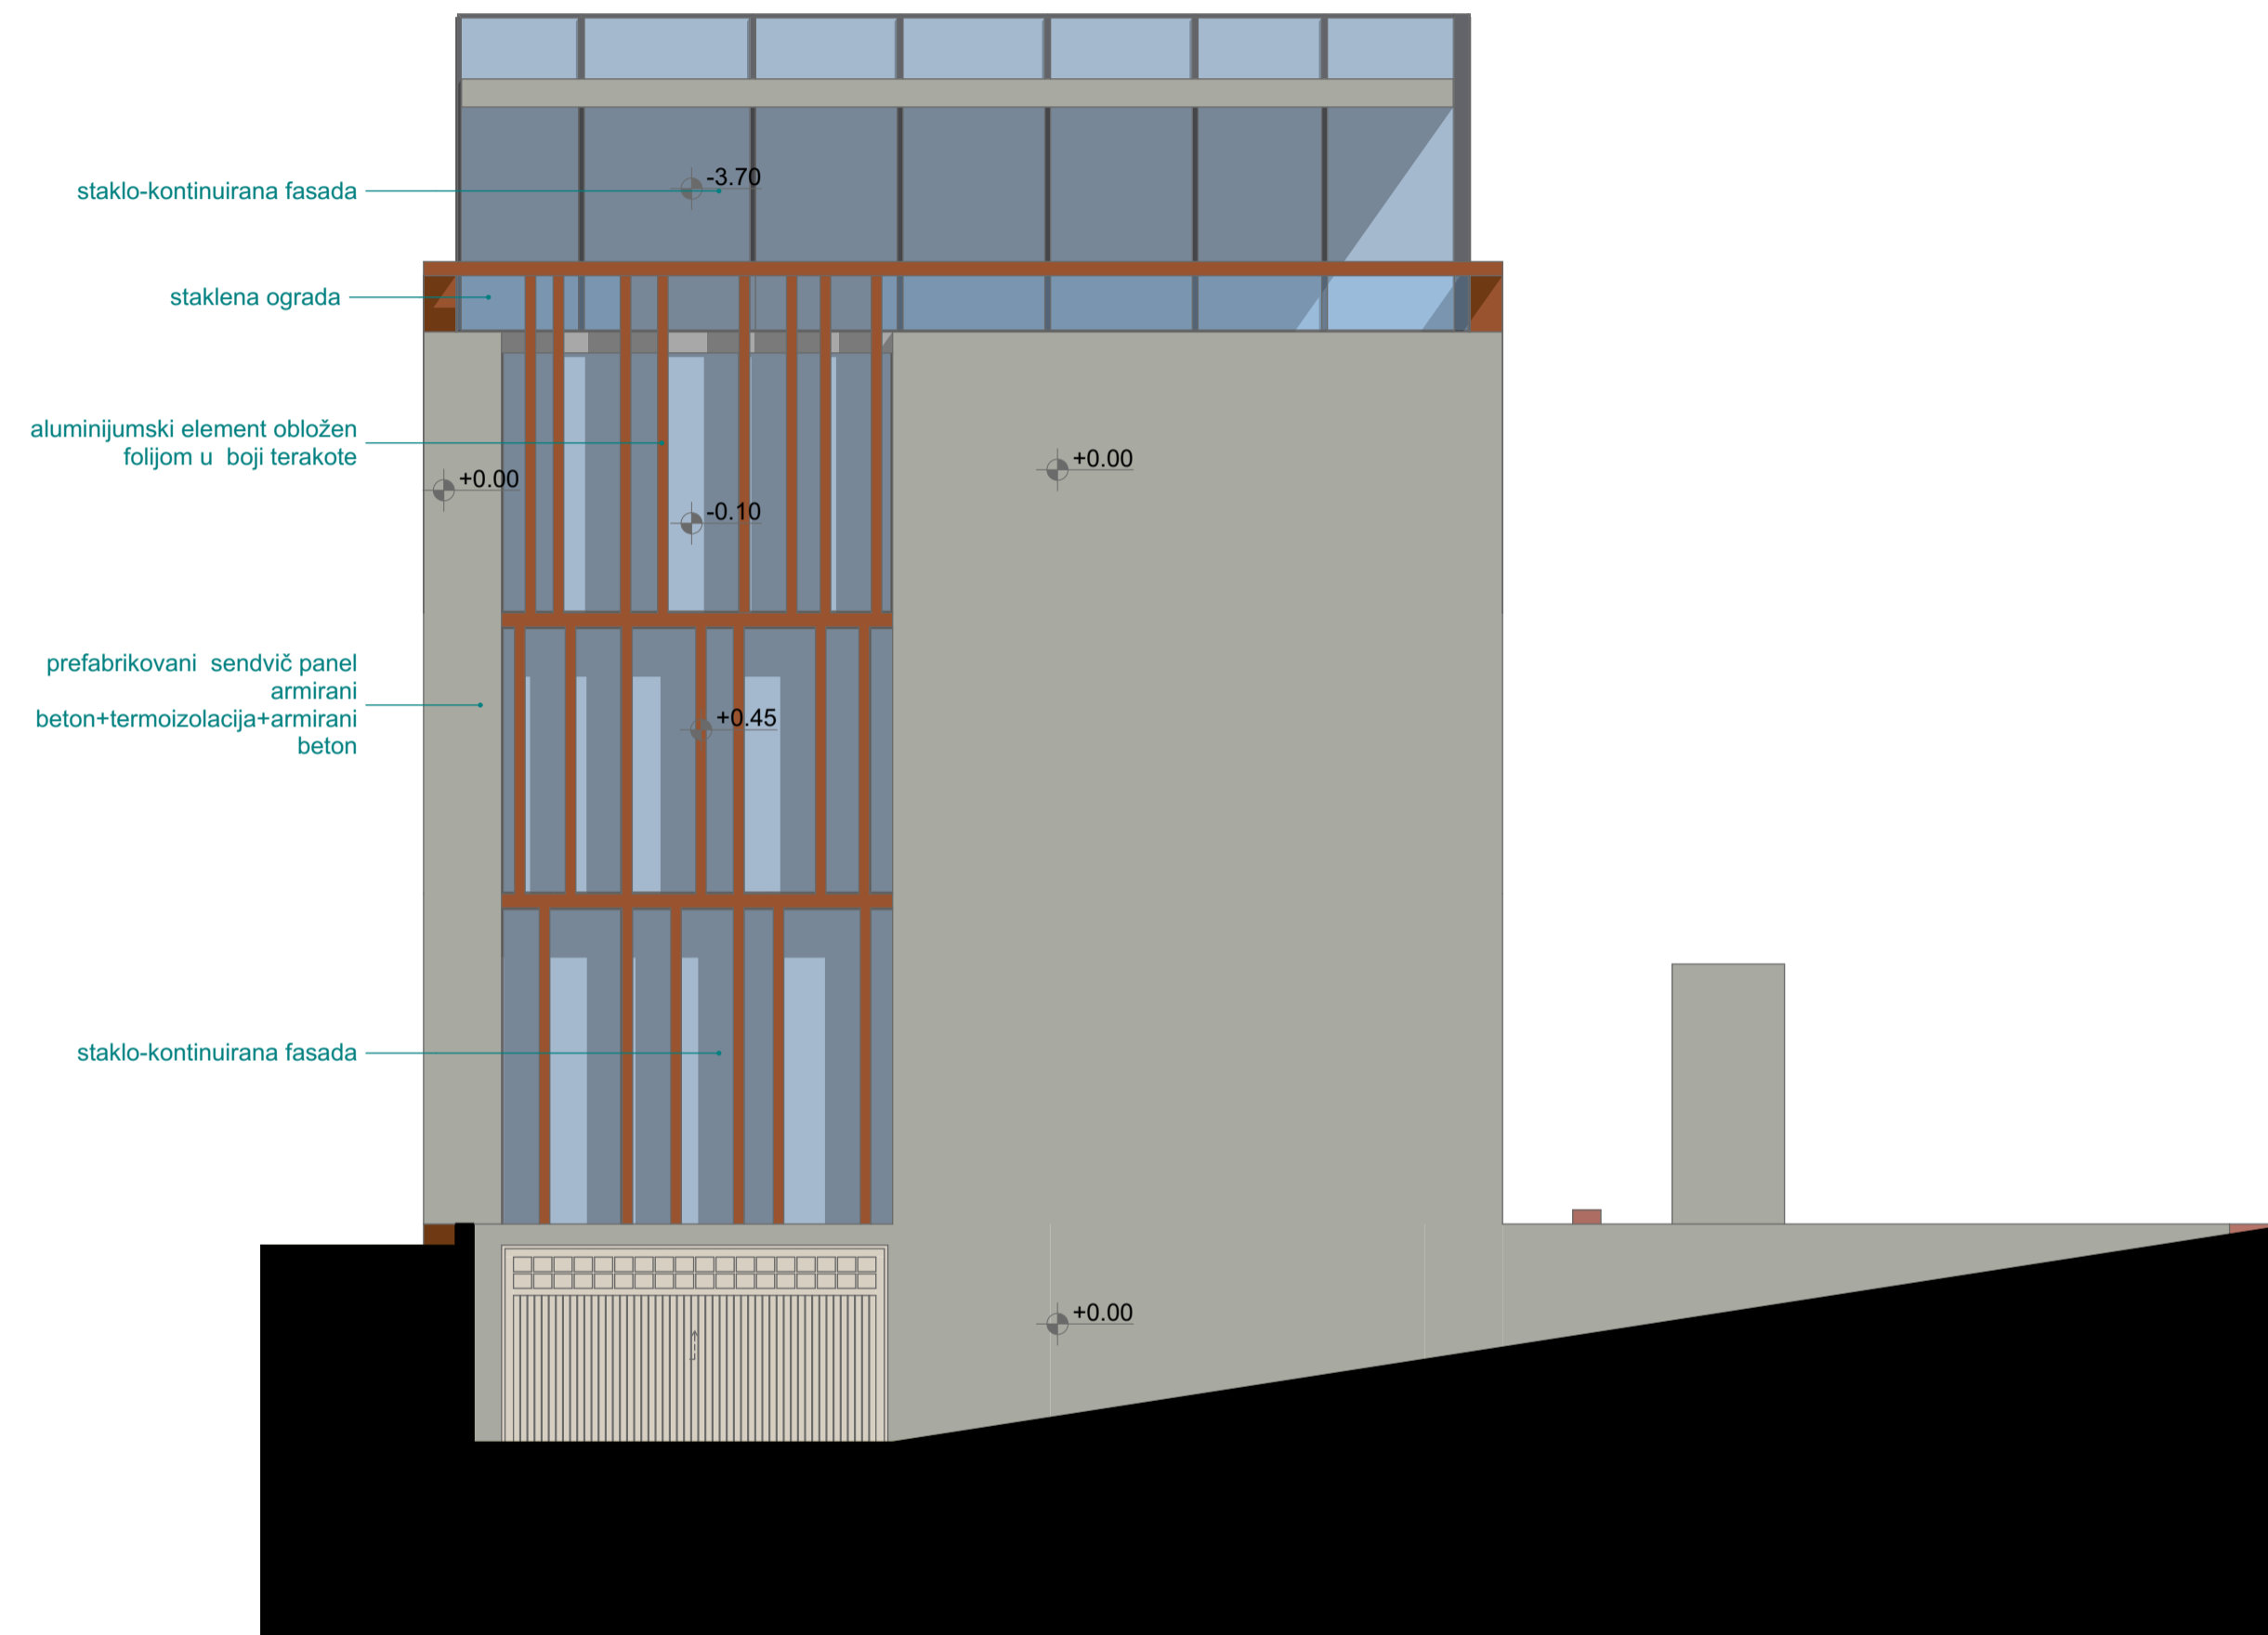 -3.70
staklo-kontinuirana fasada
staklena ograda
aluminijumski element obložen
folijom u  boji terakote
+0.00
+0.00
-0.10
prefabrikovani  sendvič panel
armirani
beton+termoizolacija+armirani
beton
+0.45
staklo-kontinuirana fasada
+0.00